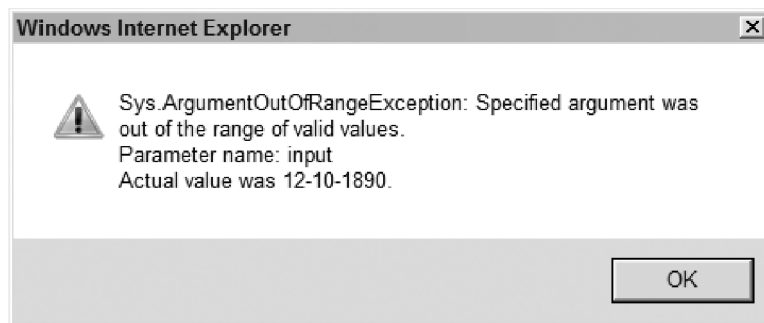 Windows Internet Explorer
Sys.ArgumentOutOfRangeException: Specified argument was
out of the range of valid values.
Parameter name: input
Actual value was 12-10-1890.
OK